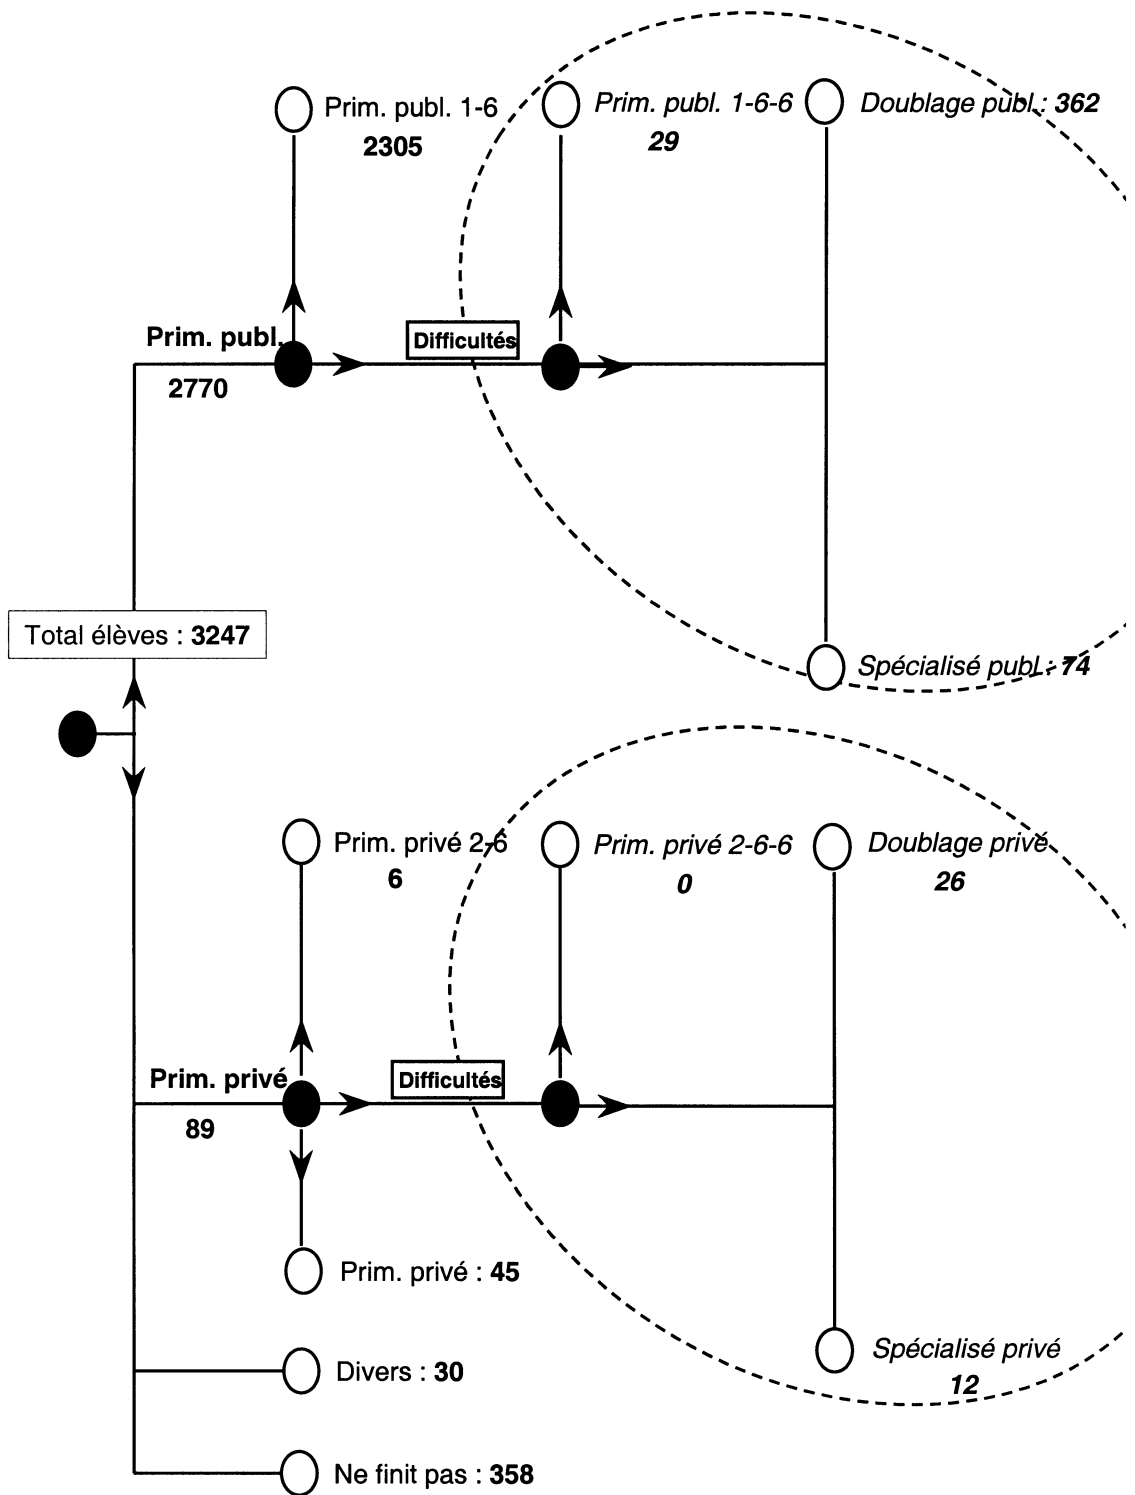 Prim. publ. 1-6
2305
Prim. publ. 1-6-6
29
Doublage publ. : 362
Prim. publ.
2770
Difficultés
Total élèves : 3247
Spécialisé publ. : 74
Prim. privé 2-6
6
Prim. privé 2-6-6
0
Doublage privé
26
Prim. privé
89
Difficultés
Prim. privé : 45
Spécialisé privé
12
Divers : 30
Ne finit pas : 358